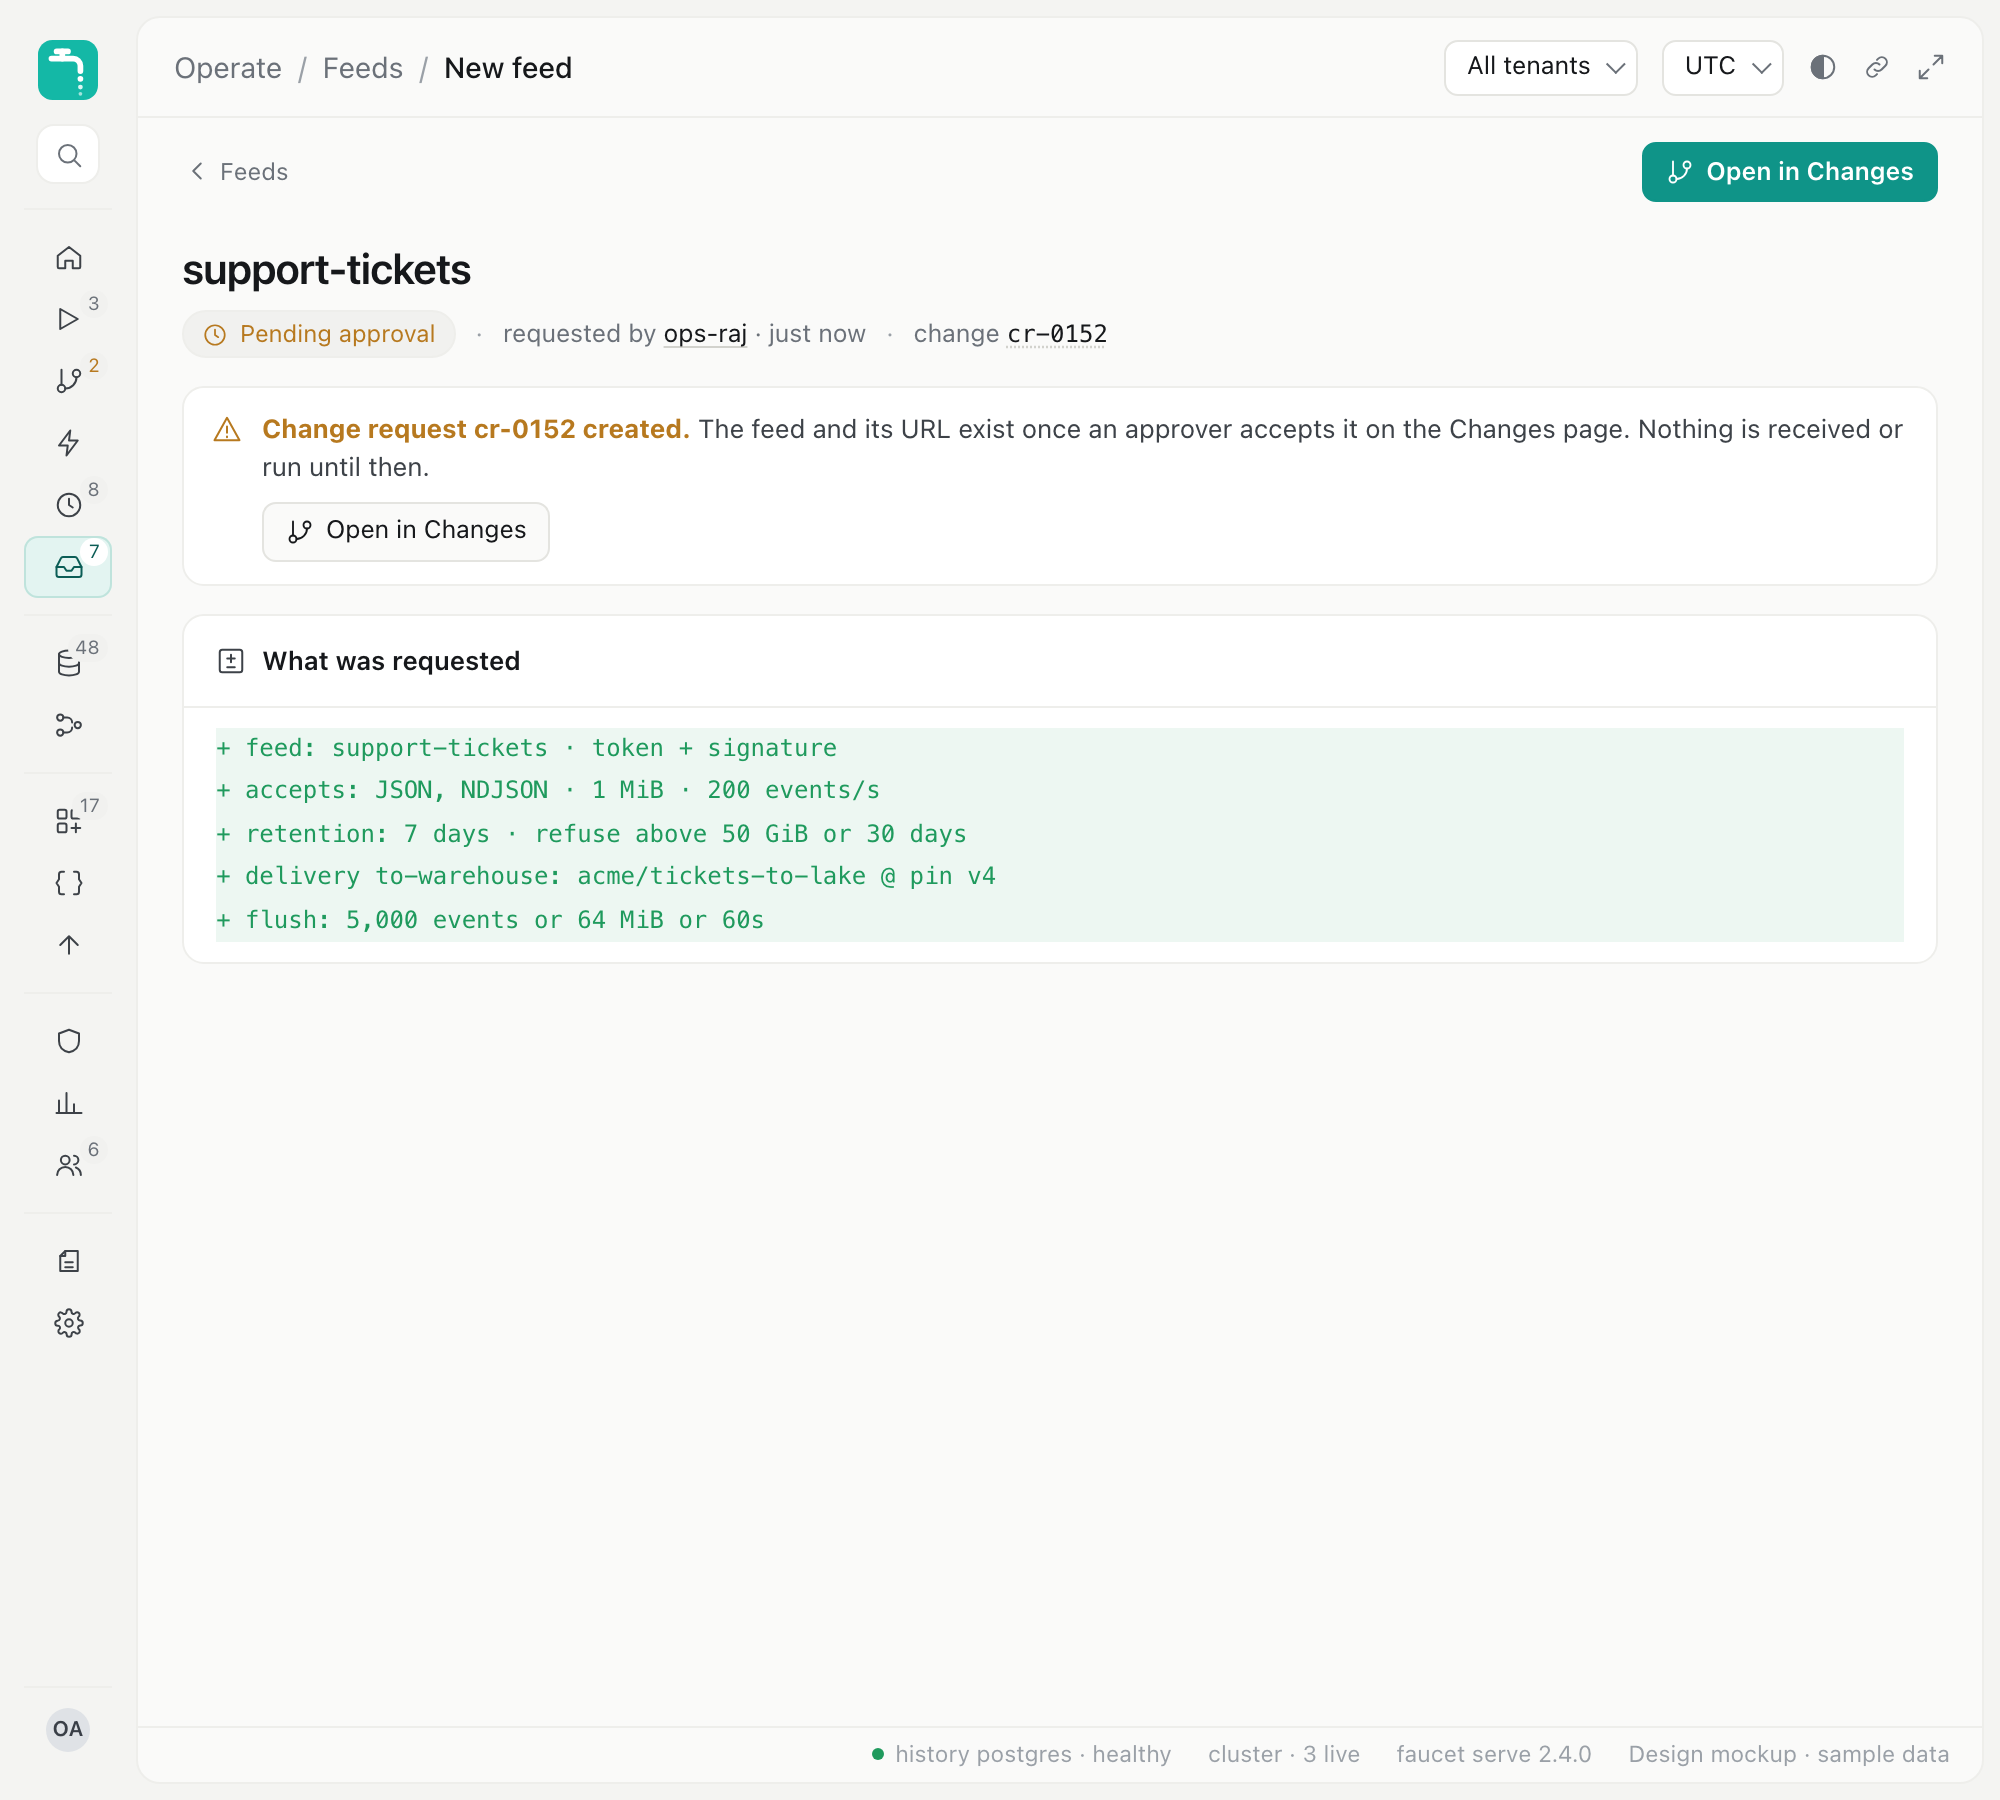 Operate / Feeds / New feed
All tenants
UTC
Feeds
Open in Changes
support-tickets
Pending approval · requested by ops-raj · just now · change cr-0152
Change request cr-0152 created. The feed and its URL exist once an approver accepts it on the Changes page. Nothing is received or
run until then.
Open in Changes
What was requested
+ feed: support-tickets · token + signature
+ accepts: JSON, NDJSON · 1 MiB · 200 events/s
+ retention: 7 days · refuse above 50 GiB or 30 days
+ delivery to-warehouse: acme/tickets-to-lake @ pin v4
+ flush: 5,000 events or 64 MiB or 60s
3
2
8
7
48
17
6
OA
history postgres · healthy
cluster · 3 live
faucet serve 2.4.0
Design mockup · sample data